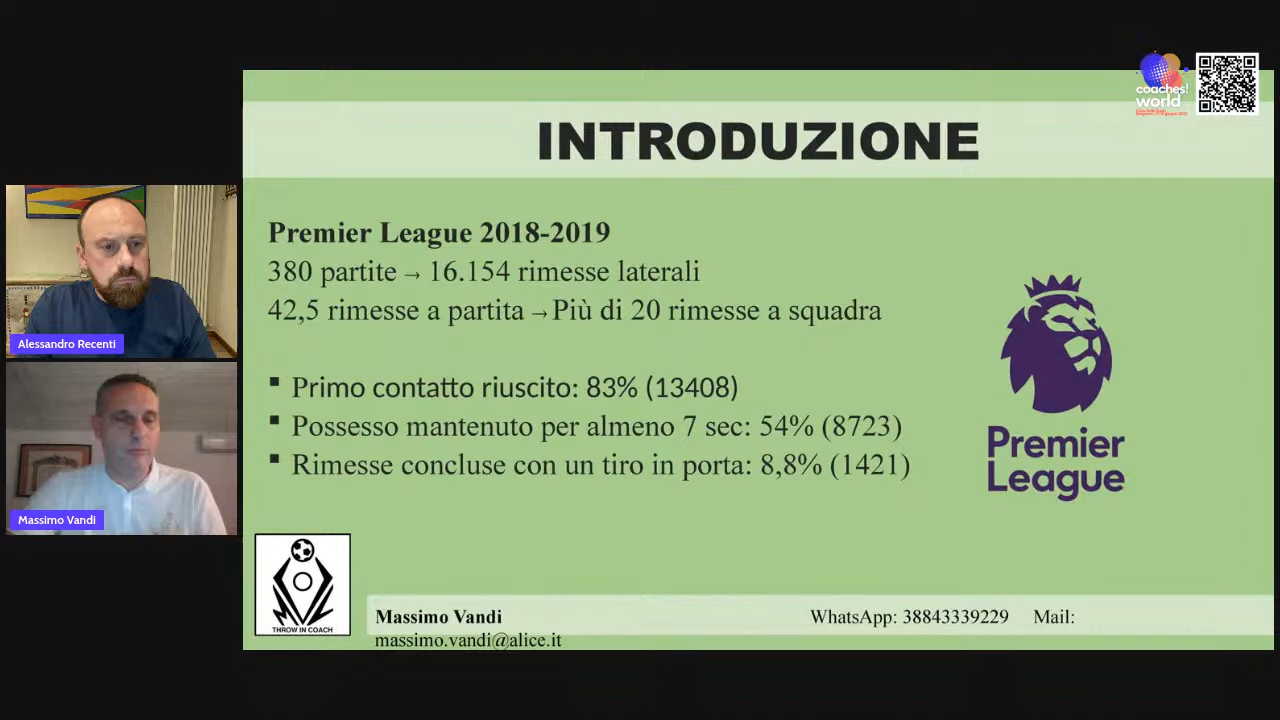 coaches!
world
INTRODUZIONE
Premier League 2018-2019
380 partite → 16.154 rimesse laterali
42,5 rimesse a partita → Più di 20 rimesse a squadra
▪ Primo contatto riuscito: 83% (13408)
▪ Possesso mantenuto per almeno 7 sec: 54% (8723)
▪ Rimesse concluse con un tiro in porta: 8,8% (1421)
Premier
League
Alessandro Recenti
Massimo Vandi
THROW IN COACH
Massimo Vandi WhatsApp: 38843339229 Mail:
massimo.vandi@alice.it